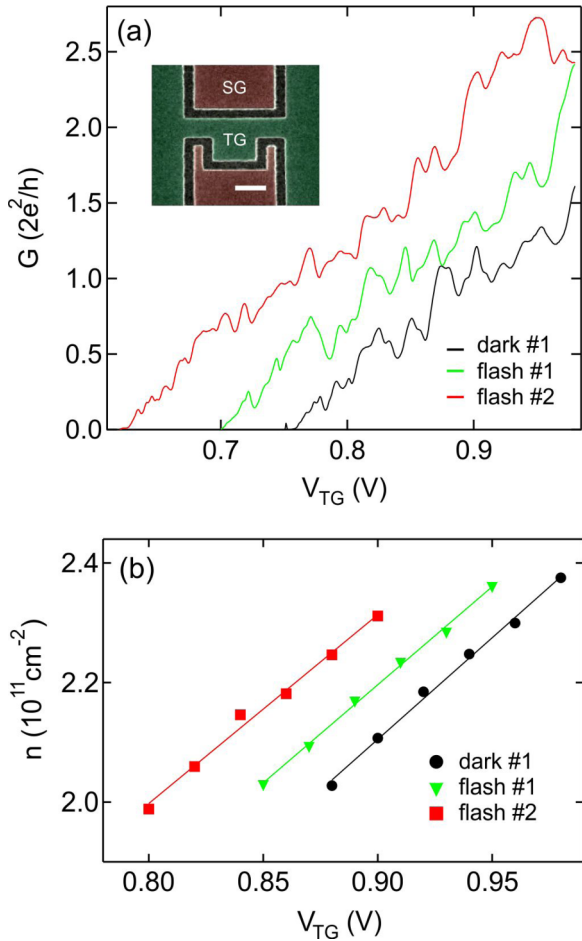 (a)
SG
TG
2.5
2.0
1.5
1.0
0.5
0.0
G (2e²/h)
dark #1
flash #1
flash #2
0.7 0.8 0.9
V_TG (V)
(b)
2.4
2.2
2.0
n (10¹¹cm⁻²)
dark #1
flash #1
flash #2
0.80 0.85 0.90 0.95
V_TG (V)